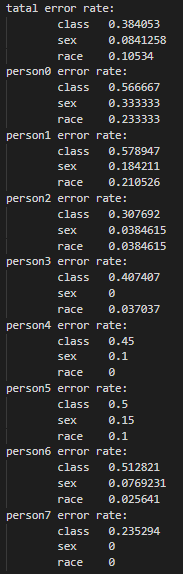 tatal error rate:
class 0.384053
sex 0.0841258
race 0.10534
person0 error rate:
class 0.566667
sex 0.333333
race 0.233333
person1 error rate:
class 0.578947
sex 0.184211
race 0.210526
person2 error rate:
class 0.307692
sex 0.0384615
race 0.0384615
person3 error rate:
class 0.407407
sex 0
race 0.037037
person4 error rate:
class 0.45
sex 0.1
race 0
person5 error rate:
class 0.5
sex 0.15
race 0.1
person6 error rate:
class 0.512821
sex 0.0769231
race 0.025641
person7 error rate:
class 0.235294
sex 0
race 0